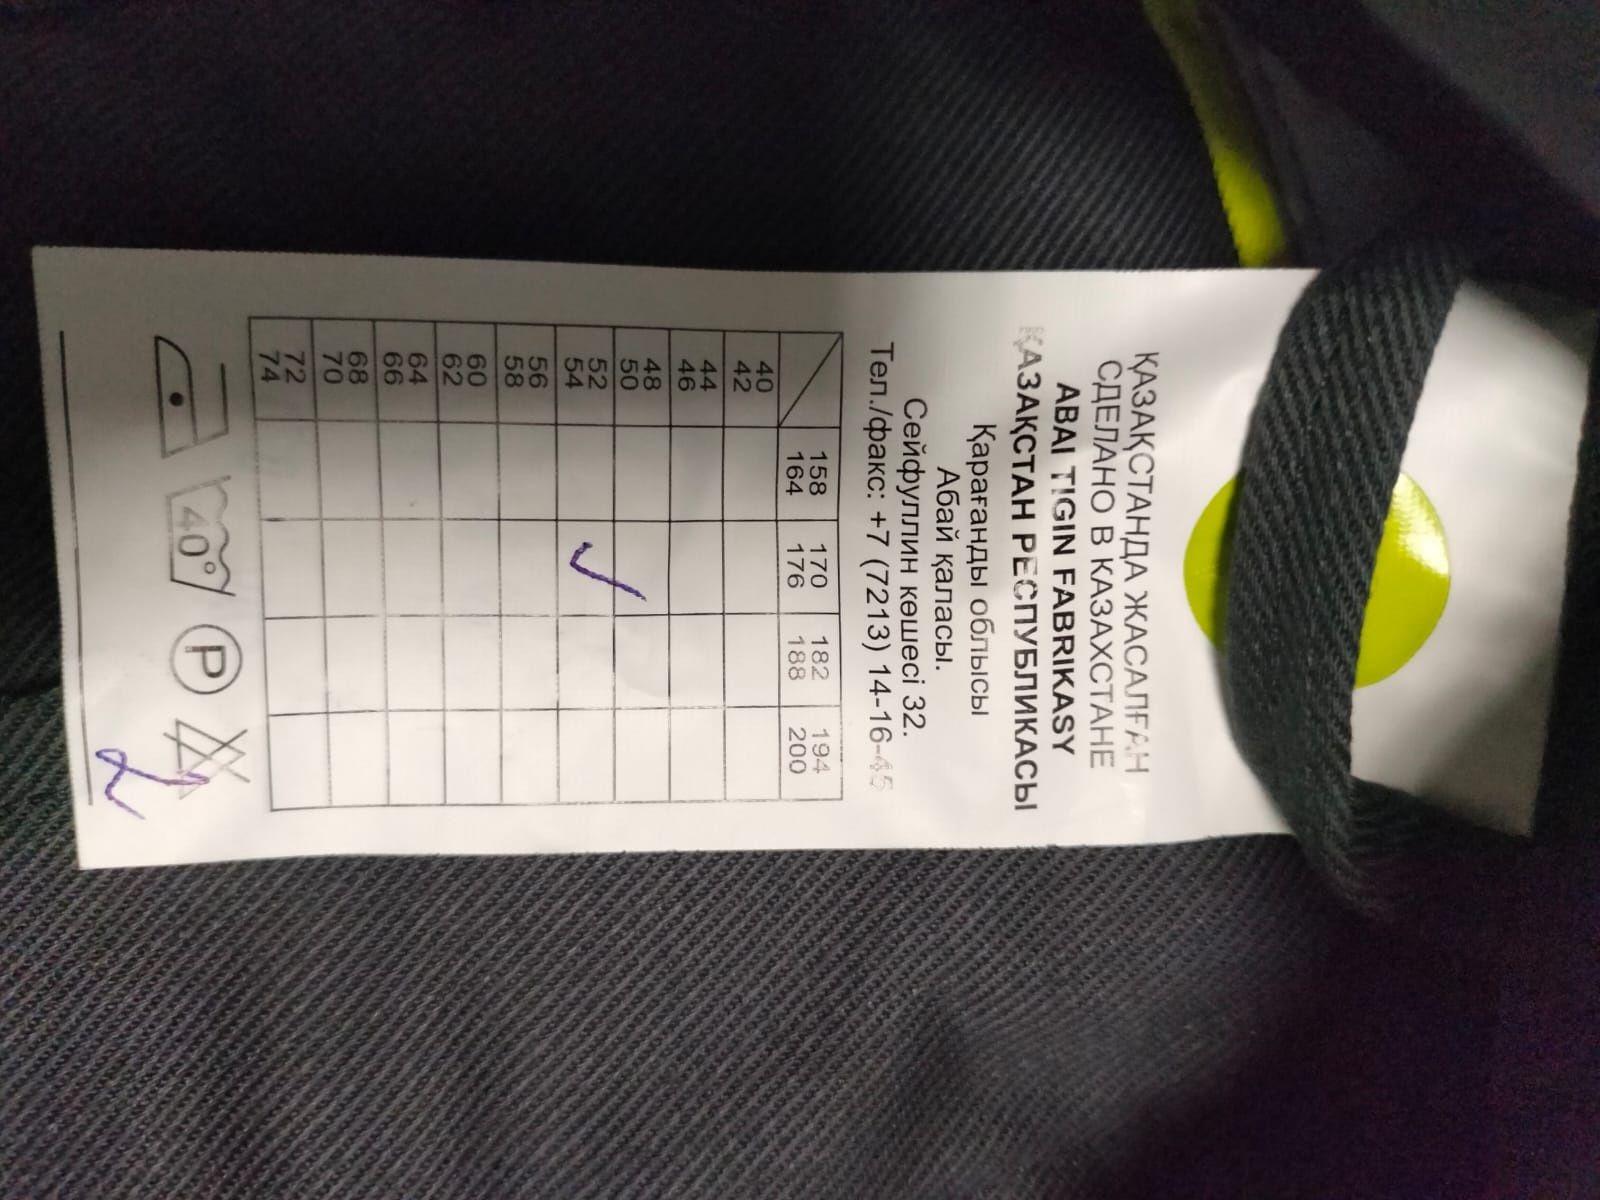 ҚАЗАҚСТАНДА ЖАСАЛҒАН
СДЕЛАНО В КАЗАХСТАНЕ
ABAI TIGIN FABRIKASY
ҚАЗАҚСТАН РЕСПУБЛИКАСЫ
Қарағанды облысы
Абай қаласы.
Сейфуллин көшесі 32.
Тел./факс: +7 (7213) 14-16-45
158 170 182 194
164 176 188 200
40
42
44
46
48
50
52
54
56
58
60
62
64
66
68
70
72
74
40° P